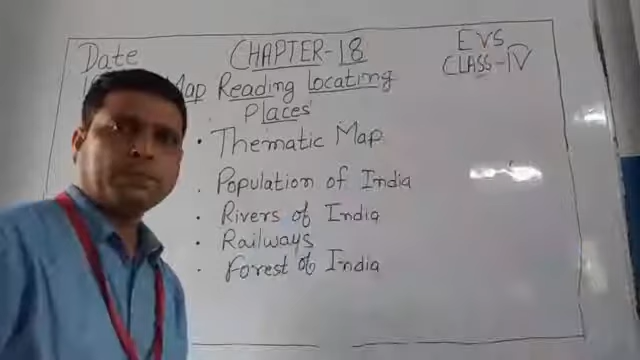 Date
CHAPTER-18
EVS
CLASS-IV
Map Reading Locating
Places
• Thematic Map
. Population of India
. Rivers of India
. Railways
. Forest of India